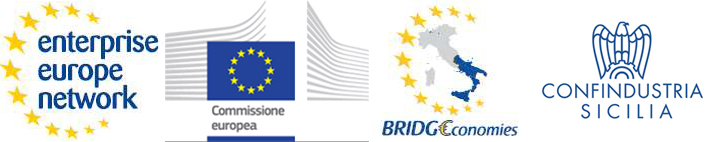 enterprise
europe
network
Commissione
europea
BRIDG€conomies
CONFINDUSTRIA
SICILIA